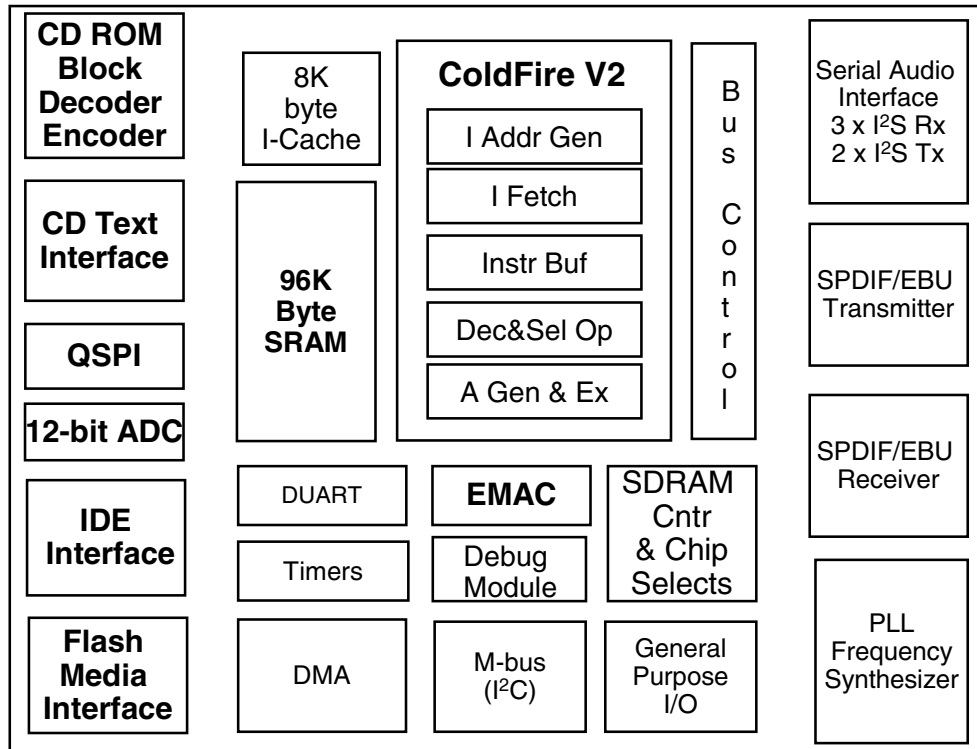 CD ROM
Block
Decoder
Encoder
CD Text
Interface
QSPI
12-bit ADC
IDE
Interface
Flash
Media
Interface
8K
byte
I-Cache
96K
Byte
SRAM
ColdFire V2
I Addr Gen
I Fetch
Instr Buf
Dec&Sel Op
A Gen & Ex
Bus Control
DUART
Timers
DMA
EMAC
Debug
Module
M-bus
(I²C)
SDRAM
Cntr
& Chip
Selects
General
Purpose
I/O
Serial Audio
Interface
3 x I²S Rx
2 x I²S Tx
SPDIF/EBU
Transmitter
SPDIF/EBU
Receiver
PLL
Frequency
Synthesizer